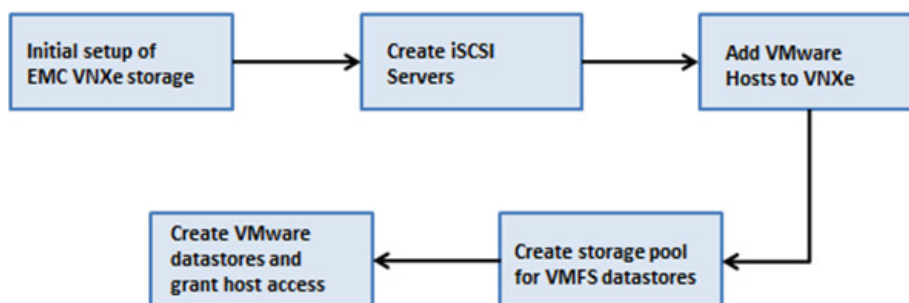 Initial setup of
EMC VNXe storage
Create iSCSI
Servers
Add VMware
Hosts to VNXe
Create storage pool
for VMFS datastores
Create VMware
datastores and
grant host access